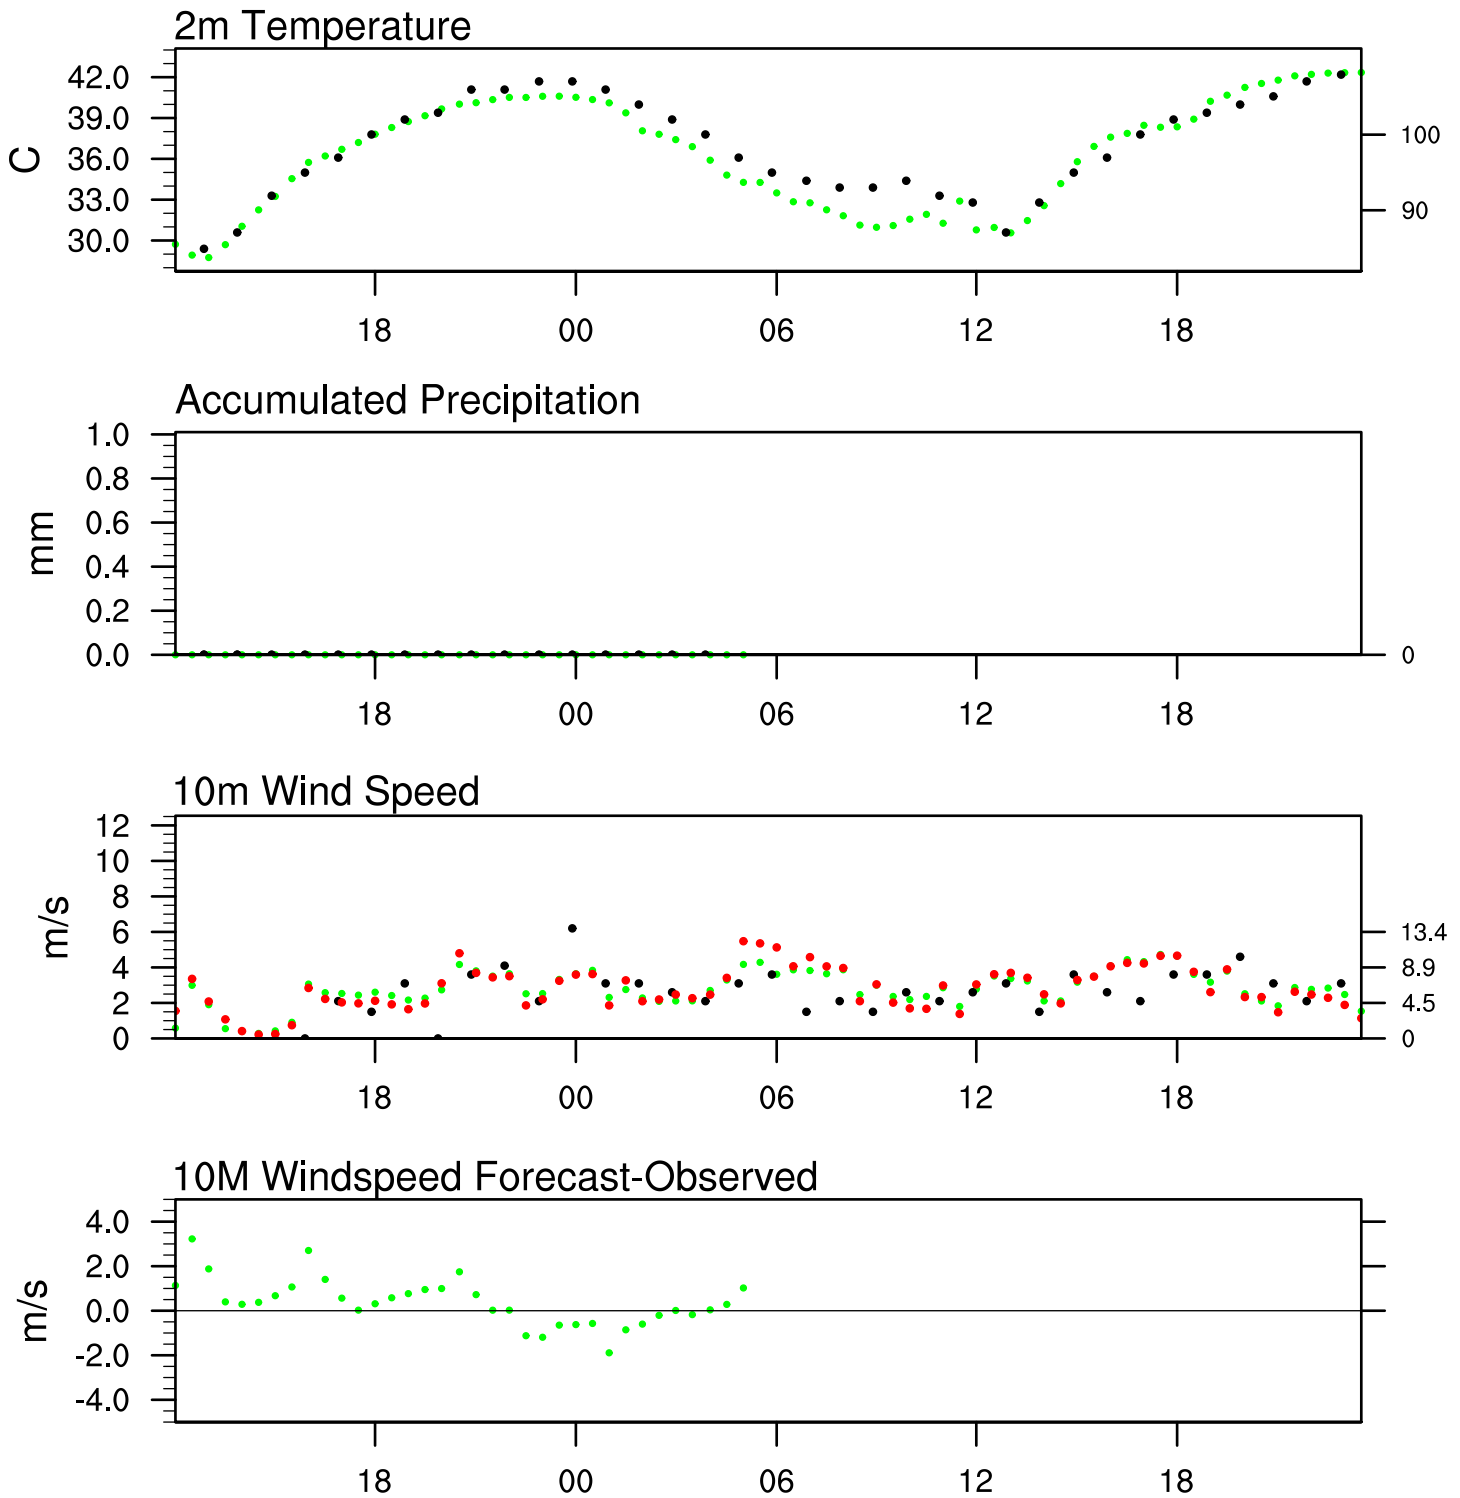 2m Temperature
42.0
39.0
36.0
33.0
30.0
C
100
90
18 00 06 12 18
Accumulated Precipitation
1.0
0.8
0.6
0.4
0.2
0.0
mm
0
18 00 06 12 18
10m Wind Speed
12
10
8
6
4
2
0
m/s
13.4
8.9
4.5
0
18 00 06 12 18
10M Windspeed Forecast-Observed
4.0
2.0
0.0
-2.0
-4.0
m/s
18 00 06 12 18